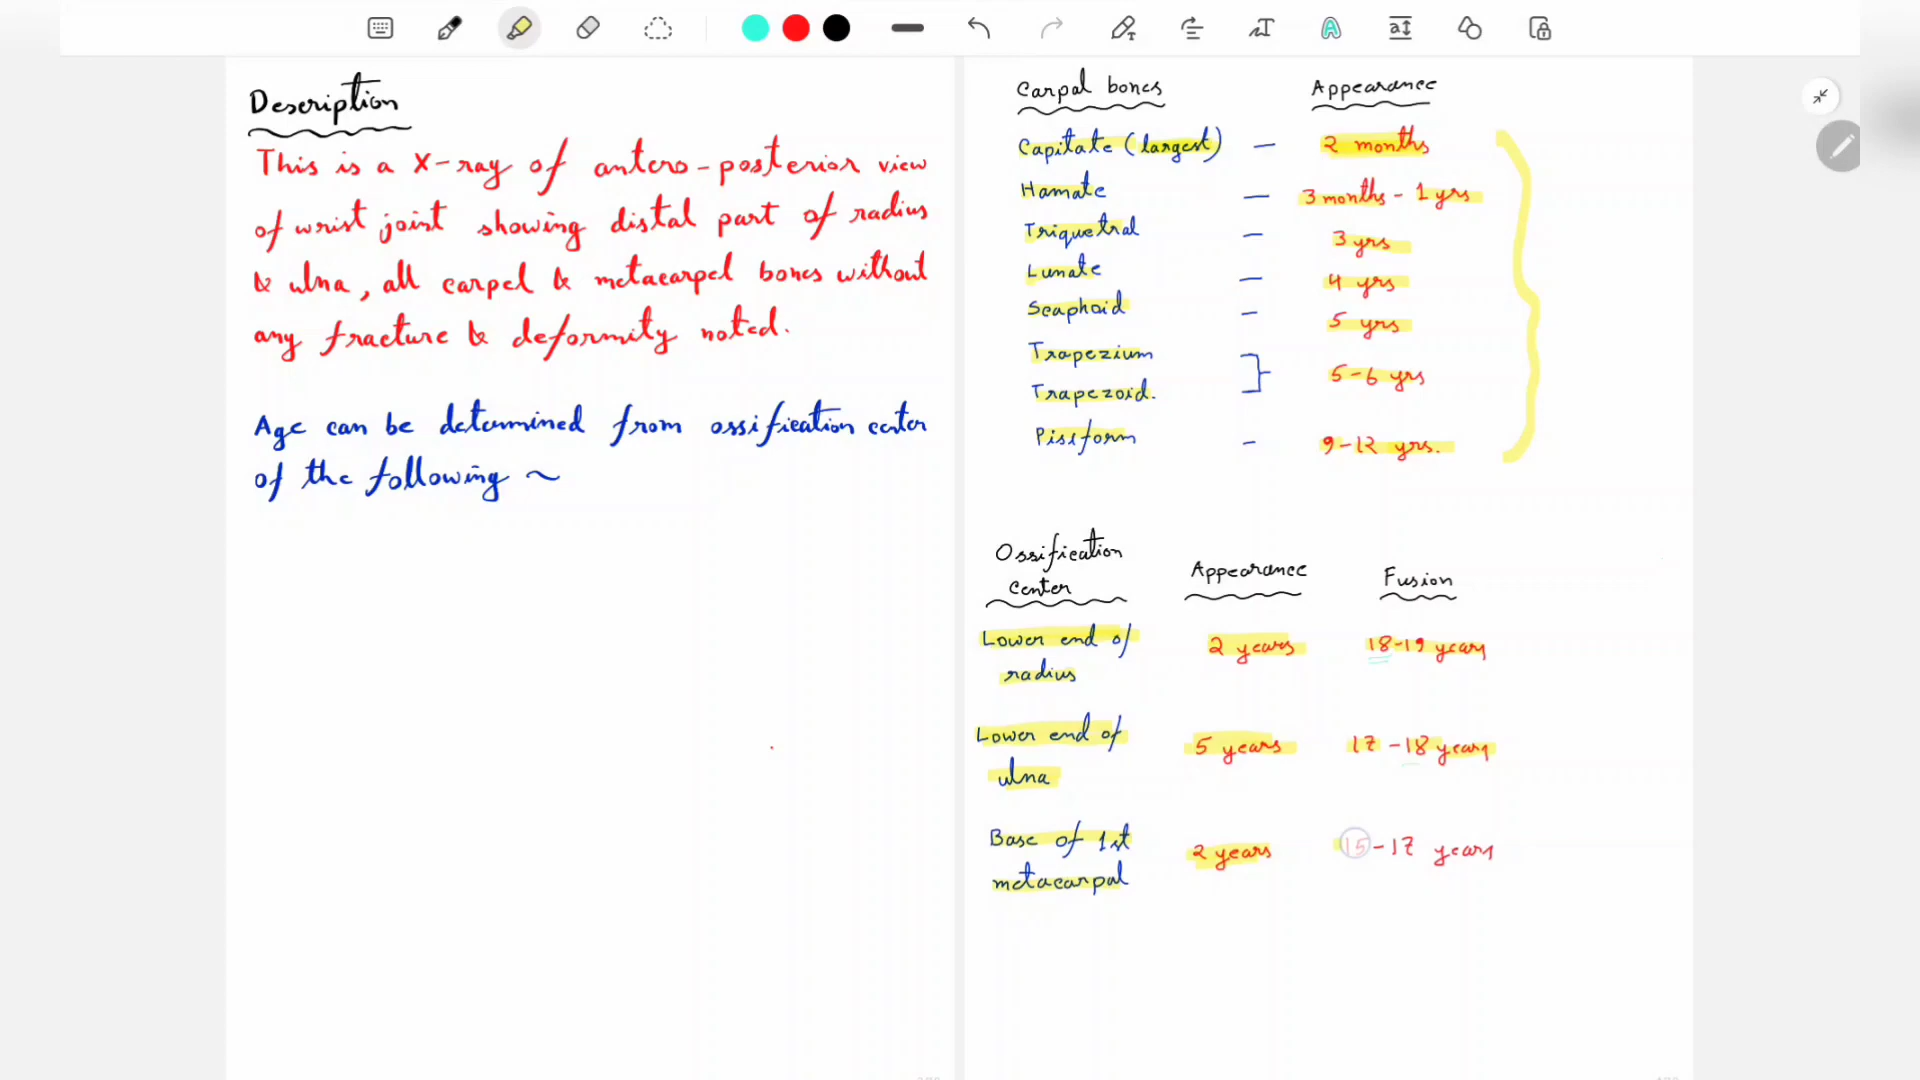 Description
This is a X-ray of antero-posterior view
of wrist joint showing distal part of radius
& ulna, all carpel & metacarpel bones without
any fracture & deformity noted.
Age can be determined from ossification center
of the following ~
Carpal bones Appearance
Capitate (largest) — 2 months
Hamate — 3 months - 1 yrs
Triquetral — 3 yrs
Lunate — 4 yrs
Scaphoid - 5 yrs
Trapezium
Trapezoid. ] 5-6 yrs
Pisiform - 9-12 yrs.
Ossification
center Appearance Fusion
Lower end of
radius 2 years 18-19 years
Lower end of
ulna 5 years 17-18 years
Base of 1st
metacarpal 2 years 15-17 years